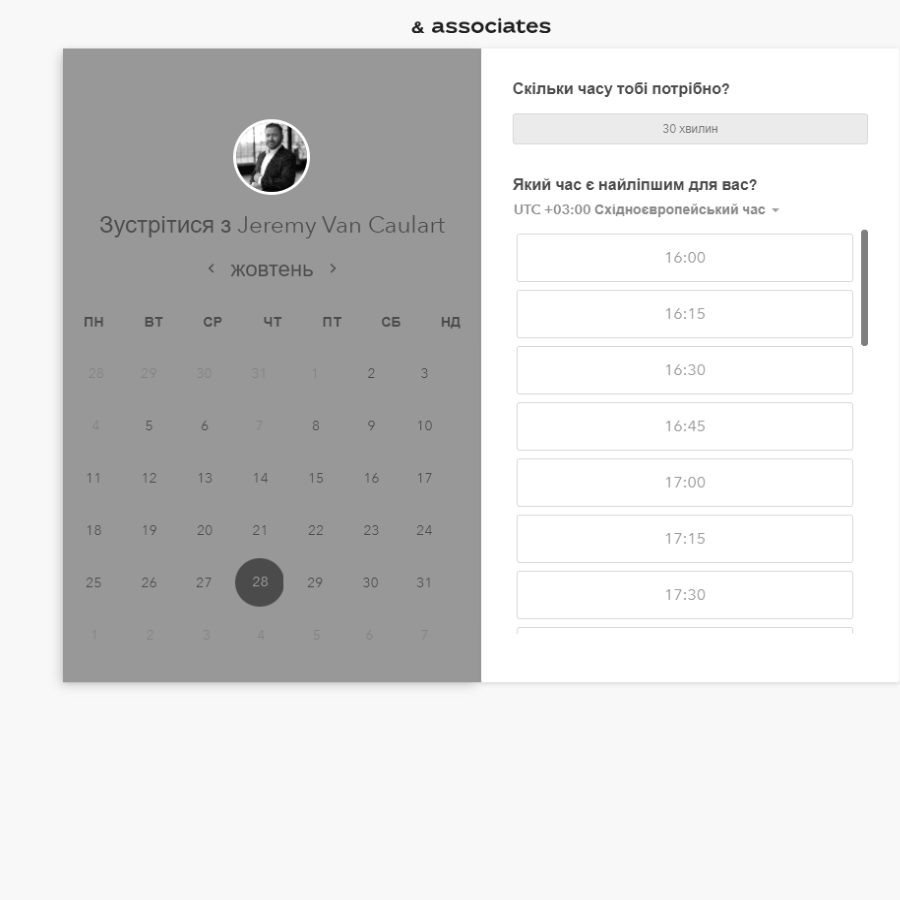 & associates
Зустрітися з Jeremy Van Caulart
жовтень
ПН ВТ СР ЧТ ПТ СБ НД
28 29 30 31 1 2 3
4 5 6 7 8 9 10
11 12 13 14 15 16 17
18 19 20 21 22 23 24
25 26 27 28 29 30 31
1 2 3 4 5 6 7
Скільки часу тобі потрібно?
30 хвилин
Який час є найліпшим для вас?
UTC +03:00 Східноєвропейський час
16:00
16:15
16:30
16:45
17:00
17:15
17:30